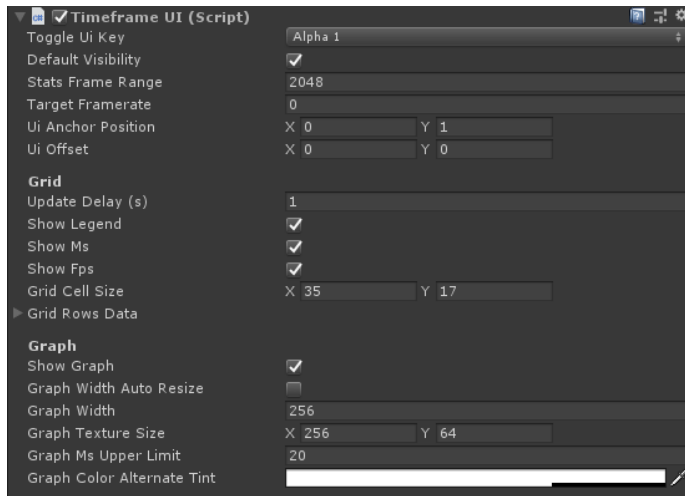 Timeframe UI (Script)
Toggle Ui Key Alpha 1
Default Visibility
Stats Frame Range 2048
Target Framerate 0
Ui Anchor Position X 0 Y 1
Ui Offset X 0 Y 0
Grid
Update Delay (s) 1
Show Legend
Show Ms
Show Fps
Grid Cell Size X 35 Y 17
Grid Rows Data
Graph
Show Graph
Graph Width Auto Resize
Graph Width 256
Graph Texture Size X 256 Y 64
Graph Ms Upper Limit 20
Graph Color Alternate Tint